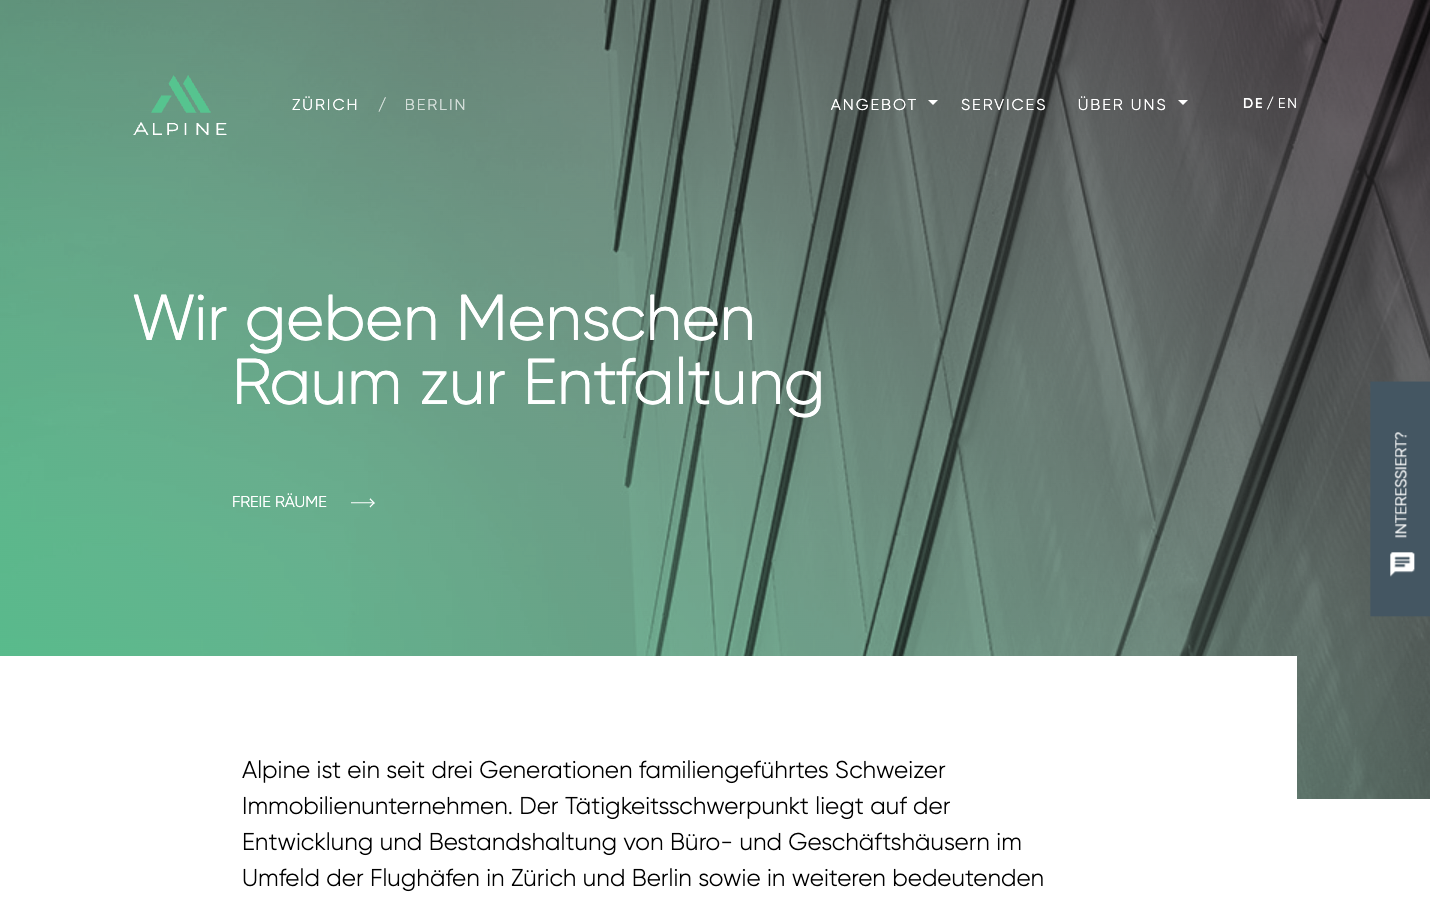 ALPINE
ZÜRICH / BERLIN
ANGEBOT SERVICES ÜBER UNS DE / EN
Wir geben Menschen
Raum zur Entfaltung
FREIE RÄUME
INTERESSIERT?
Alpine ist ein seit drei Generationen familiengeführtes Schweizer
Immobilienunternehmen. Der Tätigkeitsschwerpunkt liegt auf der
Entwicklung und Bestandshaltung von Büro- und Geschäftshäusern im
Umfeld der Flughäfen in Zürich und Berlin sowie in weiteren bedeutenden